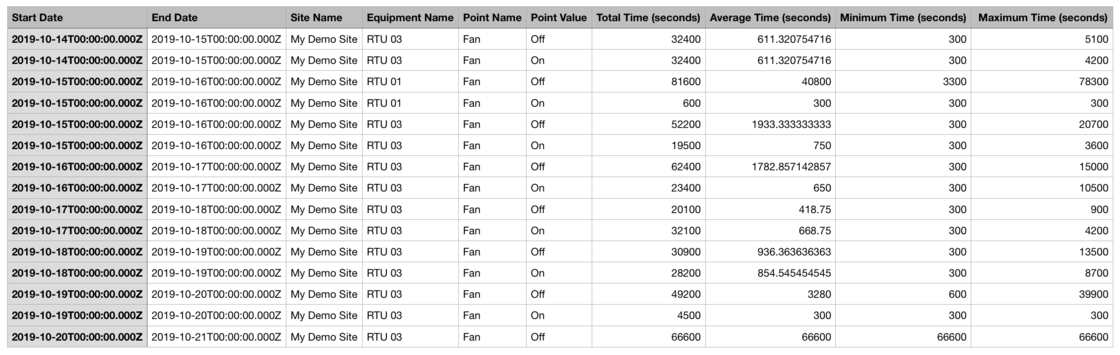 Start Date End Date Site Name Equipment Name Point Name Point Value Total Time (seconds) Average Time (seconds) Minimum Time (seconds) Maximum Time (seconds)
2019-10-14T00:00:00.000Z 2019-10-15T00:00:00.000Z My Demo Site RTU 03 Fan Off 32400 611.320754716 300 5100
2019-10-14T00:00:00.000Z 2019-10-15T00:00:00.000Z My Demo Site RTU 03 Fan On 32400 611.320754716 300 4200
2019-10-15T00:00:00.000Z 2019-10-16T00:00:00.000Z My Demo Site RTU 01 Fan Off 81600 40800 3300 78300
2019-10-15T00:00:00.000Z 2019-10-16T00:00:00.000Z My Demo Site RTU 01 Fan On 600 300 300 300
2019-10-15T00:00:00.000Z 2019-10-16T00:00:00.000Z My Demo Site RTU 03 Fan Off 52200 1933.333333333 300 20700
2019-10-15T00:00:00.000Z 2019-10-16T00:00:00.000Z My Demo Site RTU 03 Fan On 19500 750 300 3600
2019-10-16T00:00:00.000Z 2019-10-17T00:00:00.000Z My Demo Site RTU 03 Fan Off 62400 1782.857142857 300 15000
2019-10-16T00:00:00.000Z 2019-10-17T00:00:00.000Z My Demo Site RTU 03 Fan On 23400 650 300 10500
2019-10-17T00:00:00.000Z 2019-10-18T00:00:00.000Z My Demo Site RTU 03 Fan Off 20100 418.75 300 900
2019-10-17T00:00:00.000Z 2019-10-18T00:00:00.000Z My Demo Site RTU 03 Fan On 32100 668.75 300 4200
2019-10-18T00:00:00.000Z 2019-10-19T00:00:00.000Z My Demo Site RTU 03 Fan Off 30900 936.363636363 300 13500
2019-10-18T00:00:00.000Z 2019-10-19T00:00:00.000Z My Demo Site RTU 03 Fan On 28200 854.545454545 300 8700
2019-10-19T00:00:00.000Z 2019-10-20T00:00:00.000Z My Demo Site RTU 03 Fan Off 49200 3280 600 39900
2019-10-19T00:00:00.000Z 2019-10-20T00:00:00.000Z My Demo Site RTU 03 Fan On 4500 300 300 300
2019-10-20T00:00:00.000Z 2019-10-21T00:00:00.000Z My Demo Site RTU 03 Fan Off 66600 66600 66600 66600